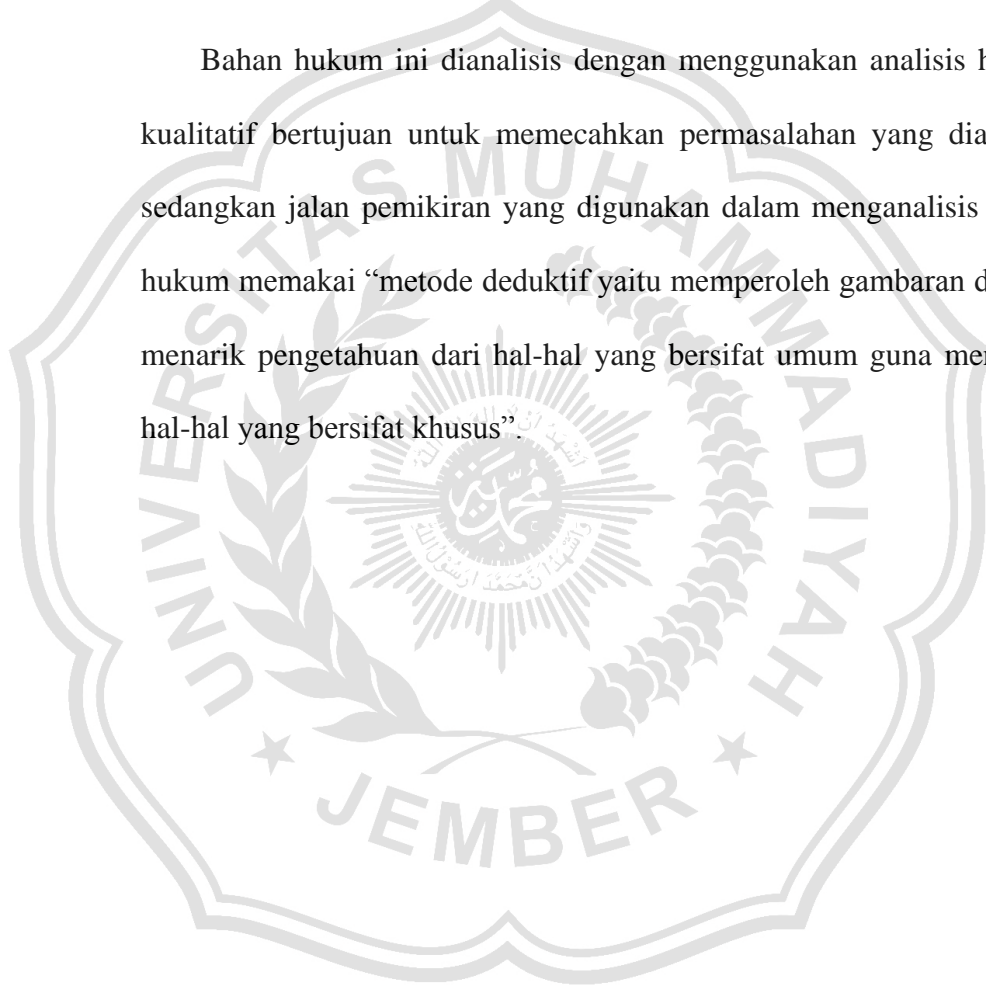 Bahan hukum ini dianalisis dengan menggunakan analisis
kualitatif bertujuan untuk memecahkan permasalahan yang
sedangkan jalan pemikiran yang digunakan dalam menganalisis
hukum memakai “metode deduktif yaitu memperoleh gambaran
menarik pengetahuan dari hal-hal yang bersifat umum guna
hal-hal yang bersifat khusus”.
UNIVERSITAS MUHAMMADIYAH
JEMBER